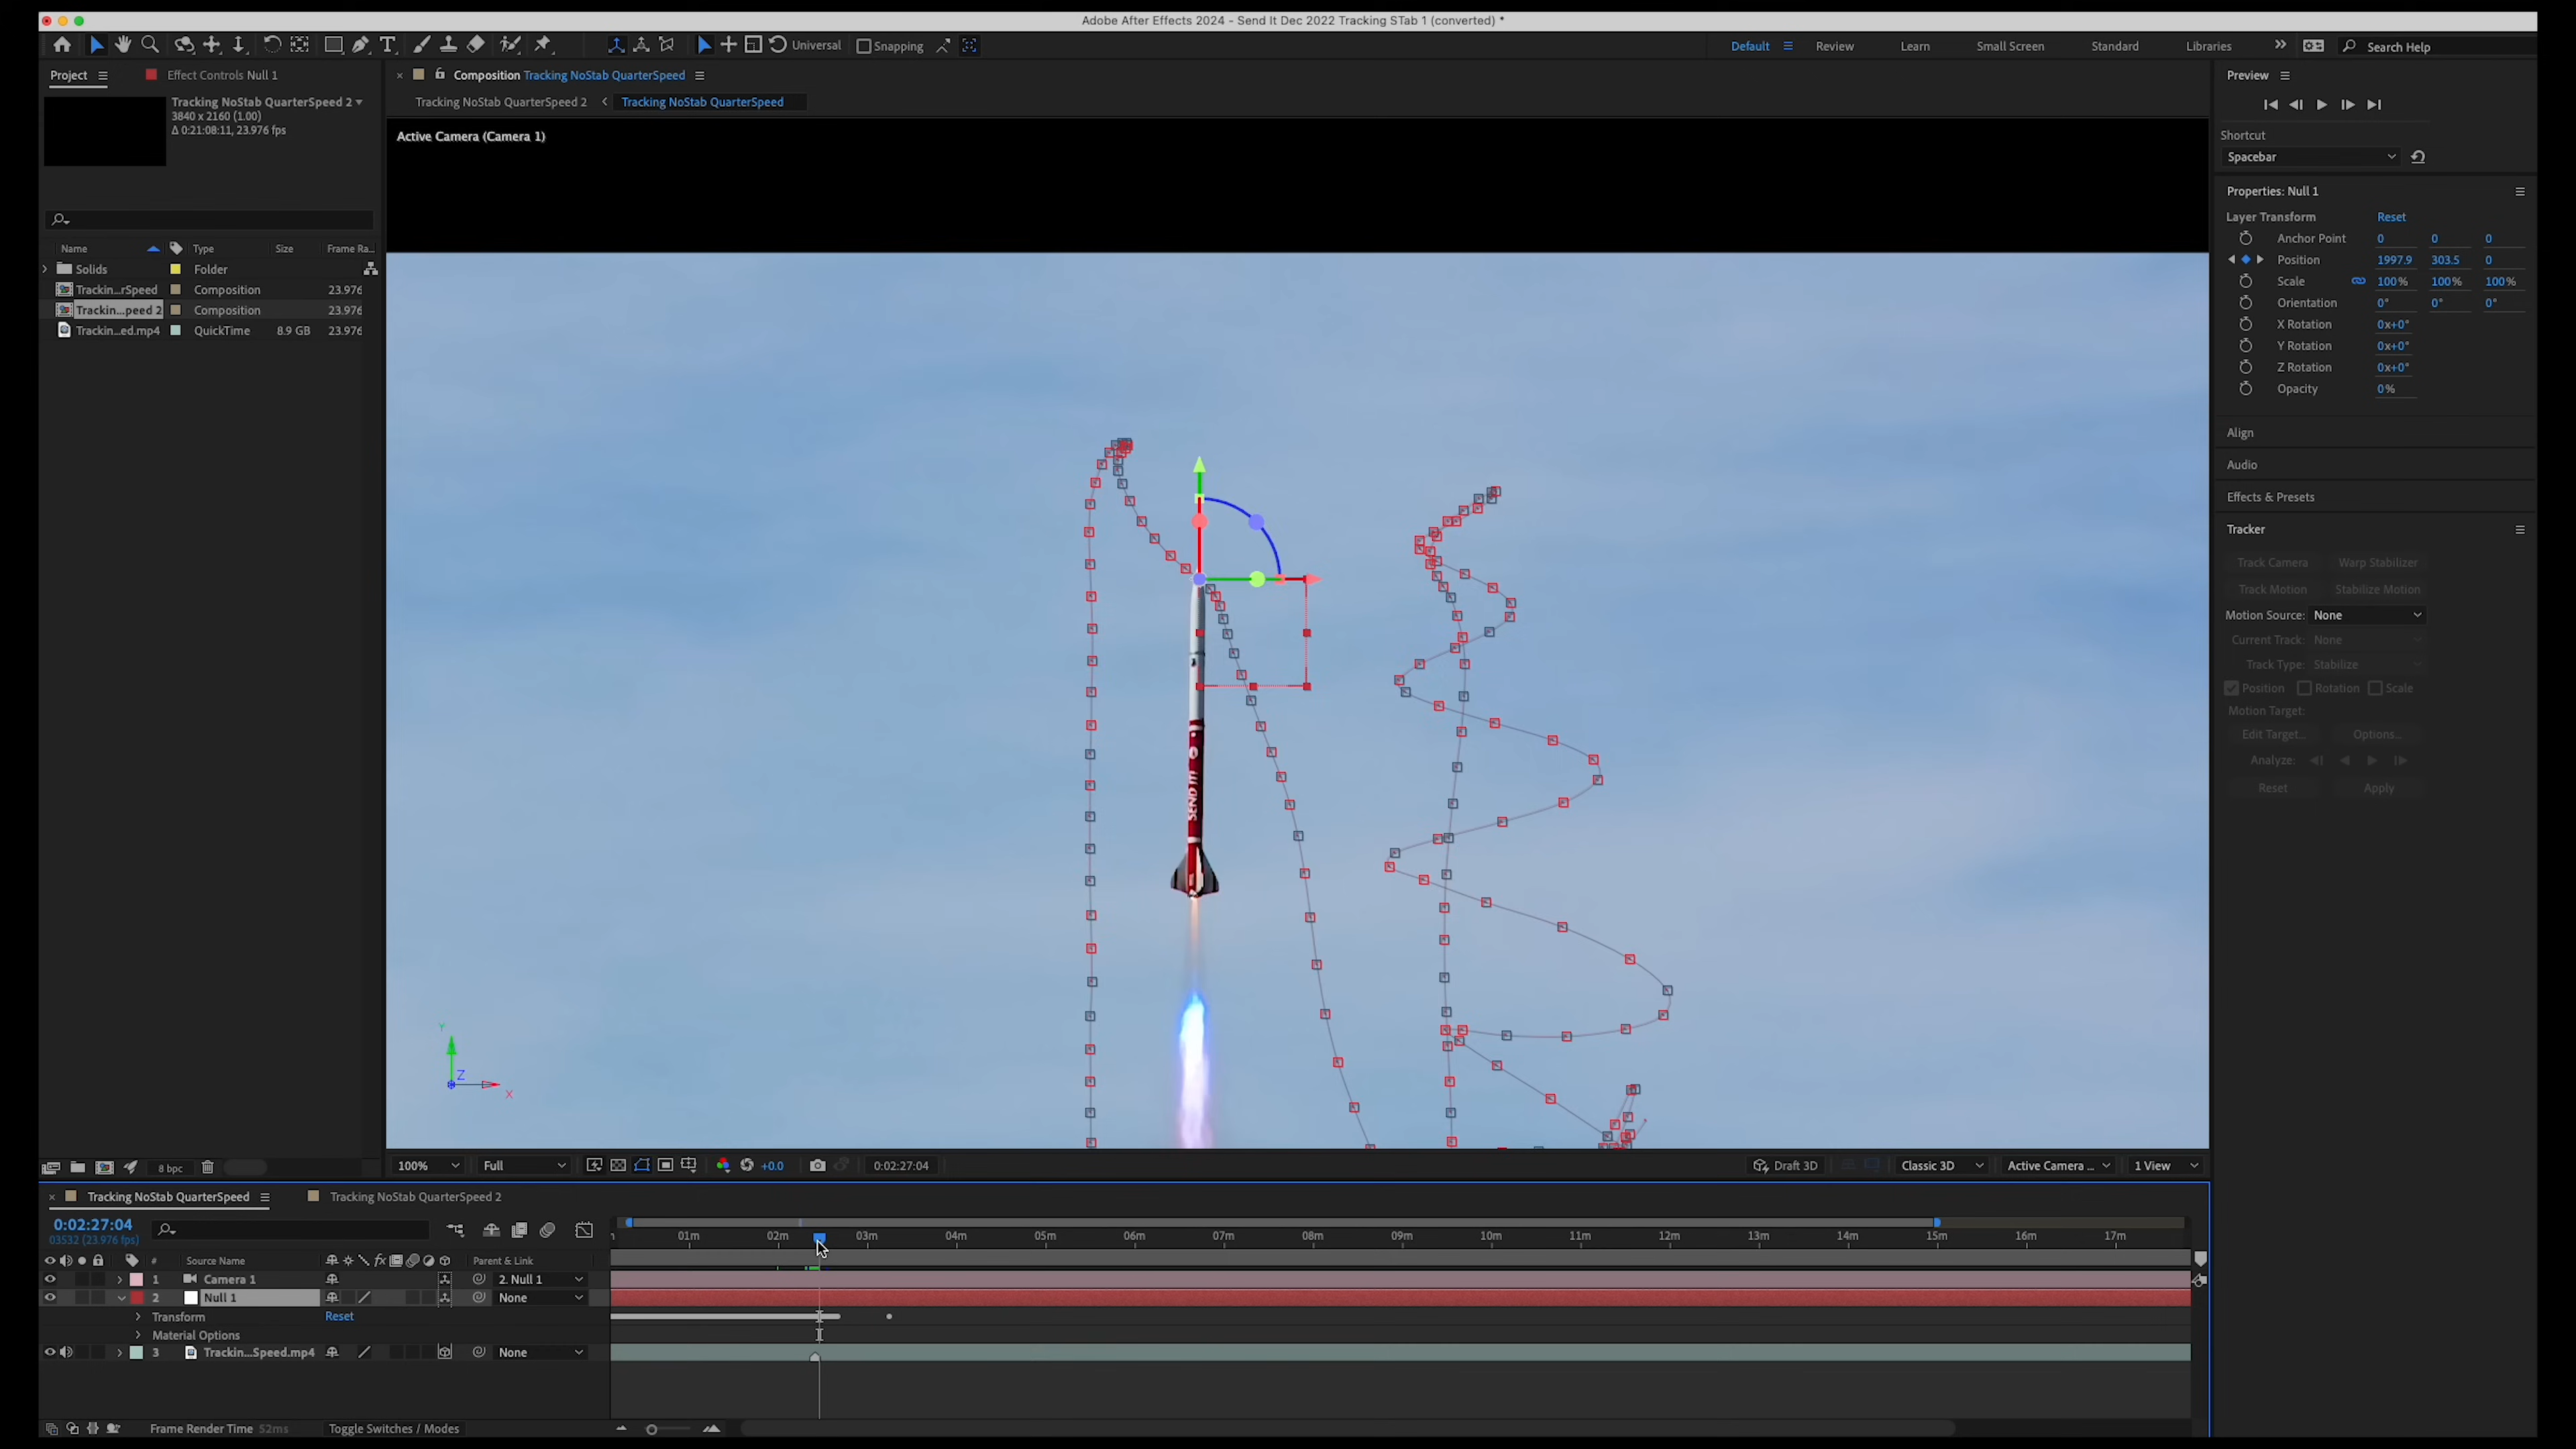 Adobe After Effects 2024 - Send It Dec 2022 Tracking STab 1 (converted) *
Universal Snapping
Default Review Learn Small Screen Standard Libraries Search Help
Project Effect Controls Null 1
Composition Tracking NoStab QuarterSpeed
Preview
Tracking NoStab QuarterSpeed 2
3840 x 2160 (1.00)
Δ 0:21:08:11, 23.976 fps
Tracking NoStab QuarterSpeed 2 Tracking NoStab QuarterSpeed
Active Camera (Camera 1)
Shortcut
Spacebar
Properties: Null 1
Layer Transform Reset
Anchor Point 0 0 0
Position 1997.9 303.5 0
Scale 100% 100% 100%
Orientation 0° 0° 0°
X Rotation 0x+0°
Y Rotation 0x+0°
Z Rotation 0x+0°
Opacity 0%
Align
Audio
Effects & Presets
Tracker
Track Camera Warp Stabilizer
Track Motion Stabilize Motion
Motion Source: None
Current Track: None
Track Type: Stabilize
Position Rotation Scale
Motion Target:
Edit Target... Options...
Analyze:
Reset Apply
Name Type Size Frame Ra...
Solids Folder
Trackin...rSpeed Composition 23.976
Trackin...peed 2 Composition 23.976
Trackin...ed.mp4 QuickTime 8.9 GB 23.976
SEND IT
Y
Z
X
8 bpc
100% Full +0.0 0:02:27:04 Draft 3D Classic 3D Active Camera ... 1 View
Tracking NoStab QuarterSpeed Tracking NoStab QuarterSpeed 2
0:02:27:04
03532 (23.976 fps)
01m 02m 03m 04m 05m 06m 07m 08m 09m 10m 11m 12m 13m 14m 15m 16m 17m
# Source Name fx Parent & Link
1 Camera 1 2. Null 1
2 Null 1 None
Transform Reset
Material Options
3 Trackin...Speed.mp4 None
Frame Render Time 52ms Toggle Switches / Modes